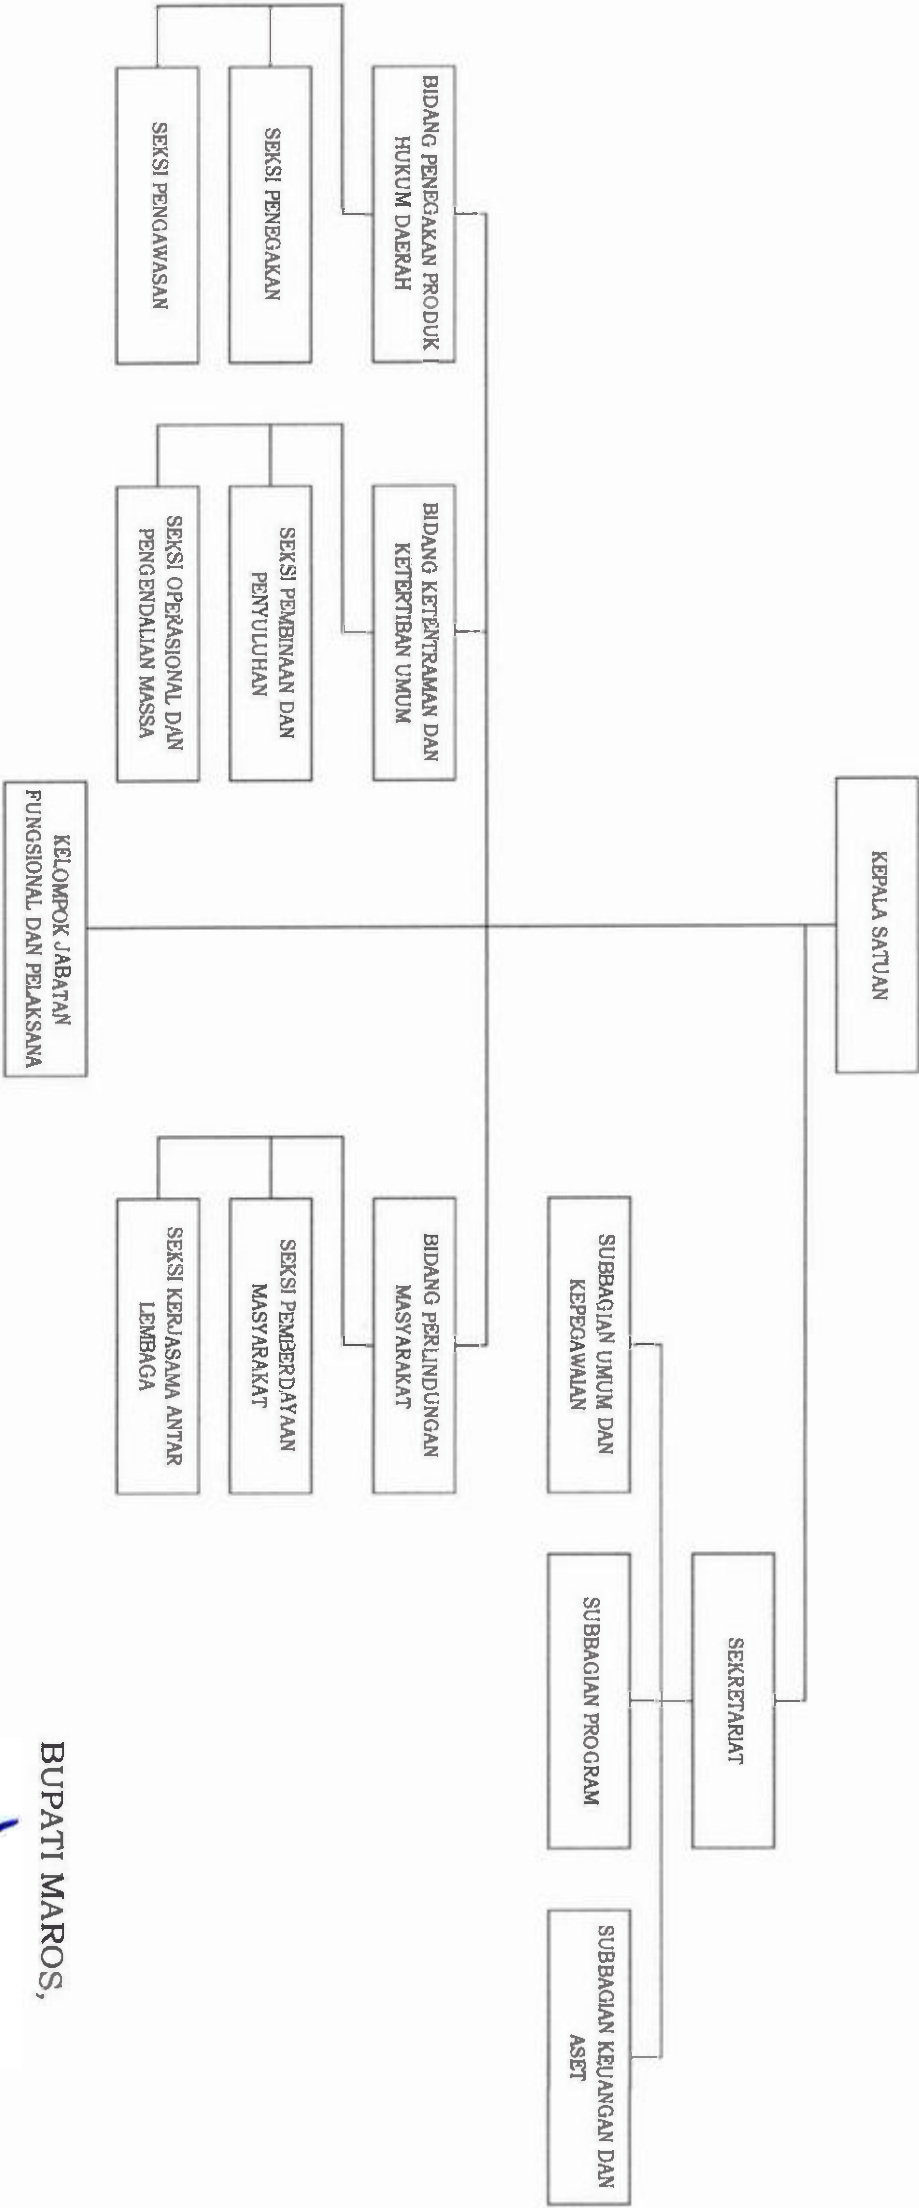 KEPALA SATUAN
SEKRETARIAT
SUBBAGIAN UMUM DAN
KEPEGAWAIAN
SUBBAGIAN PROGRAM
SUBBAGIAN KEUANGAN DAN
ASET
BIDANG PENEGAKAN PRODUK
HUKUM DAERAH
BIDANG KETENTRAMAN DAN
KETERTIBAN UMUM
BIDANG PERLINDUNGAN
MASYARAKAT
SEKSI PENEGAKAN
SEKSI PEMBINAAN DAN
PENYULUHAN
SEKSI PEMBERDAYAAN
MASYARAKAT
SEKSI PENGAWASAN
SEKSI OPERASIONAL DAN
PENGENDALIAN MASSA
SEKSI KERJASAMA ANTAR
LEMBAGA
KELOMPOK JABATAN
FUNGSIONAL DAN PELAKSANA
BUPATI MAROS,